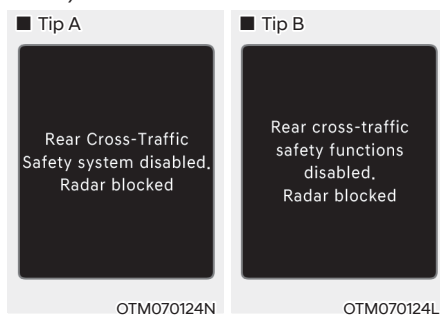 ■ Tip A
Rear Cross-Traffic
Safety system disabled.
Radar blocked
OTM070124N
■ Tip B
Rear cross-traffic
safety functions
disabled.
Radar blocked
OTM070124L